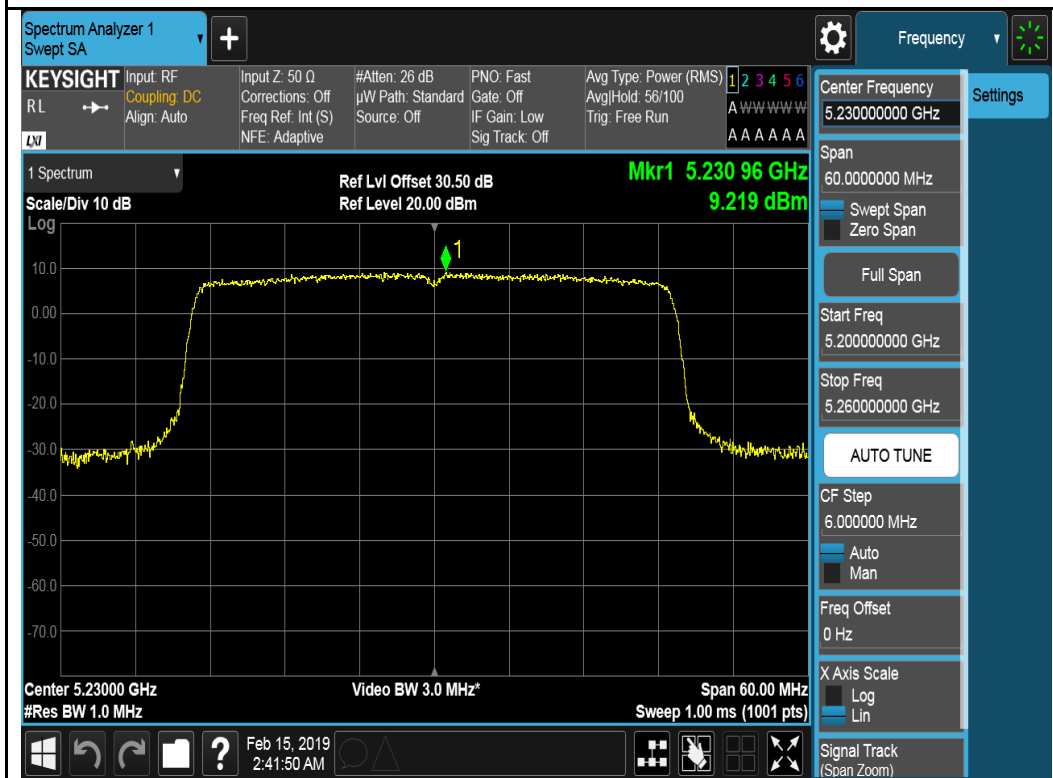 Spectrum Analyzer 1
Swept SA
+
Frequency
KEYSIGHT
RL
LXI
Input: RF
Coupling: DC
Align: Auto
Input Z: 50 Ω
Corrections: Off
Freq Ref: Int (S)
NFE: Adaptive
#Atten: 26 dB
µW Path: Standard
Source: Off
PNO: Fast
Gate: Off
IF Gain: Low
Sig Track: Off
Avg Type: Power (RMS)
Avg|Hold: 56/100
Trig: Free Run
1 2 3 4 5 6
A W W W W W
A A A A A A
1 Spectrum
Scale/Div 10 dB
Log
Ref Lvl Offset 30.50 dB
Ref Level 20.00 dBm
Mkr1 5.230 96 GHz
9.219 dBm
1
10.0
0.00
-10.0
-20.0
-30.0
-40.0
-50.0
-60.0
-70.0
Center 5.23000 GHz
#Res BW 1.0 MHz
Video BW 3.0 MHz*
Span 60.00 MHz
Sweep 1.00 ms (1001 pts)
?
Feb 15, 2019
2:41:50 AM
Center Frequency
5.230000000 GHz
Span
60.0000000 MHz
Swept Span
Zero Span
Full Span
Start Freq
5.200000000 GHz
Stop Freq
5.260000000 GHz
AUTO TUNE
CF Step
6.000000 MHz
Auto
Man
Freq Offset
0 Hz
X Axis Scale
Log
Lin
Signal Track
(Span Zoom)
Settings